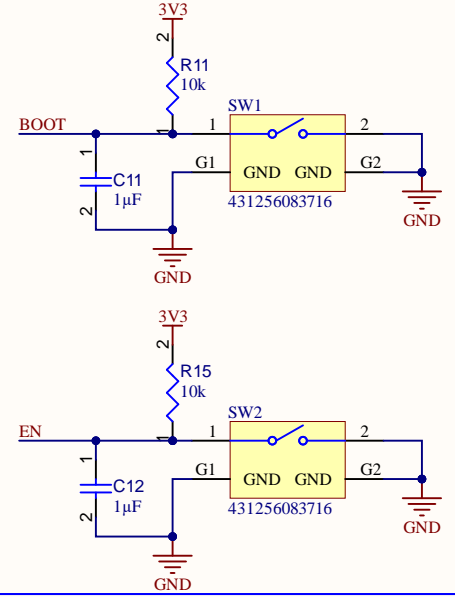 3V3
2
R11
10k
1
SW1
BOOT
1
2
1
G1
GND
GND
G2
C11
1µF
2
431256083716
GND
GND
3V3
2
R15
10k
1
SW2
EN
1
2
1
G1
GND
GND
G2
C12
1µF
2
431256083716
GND
GND